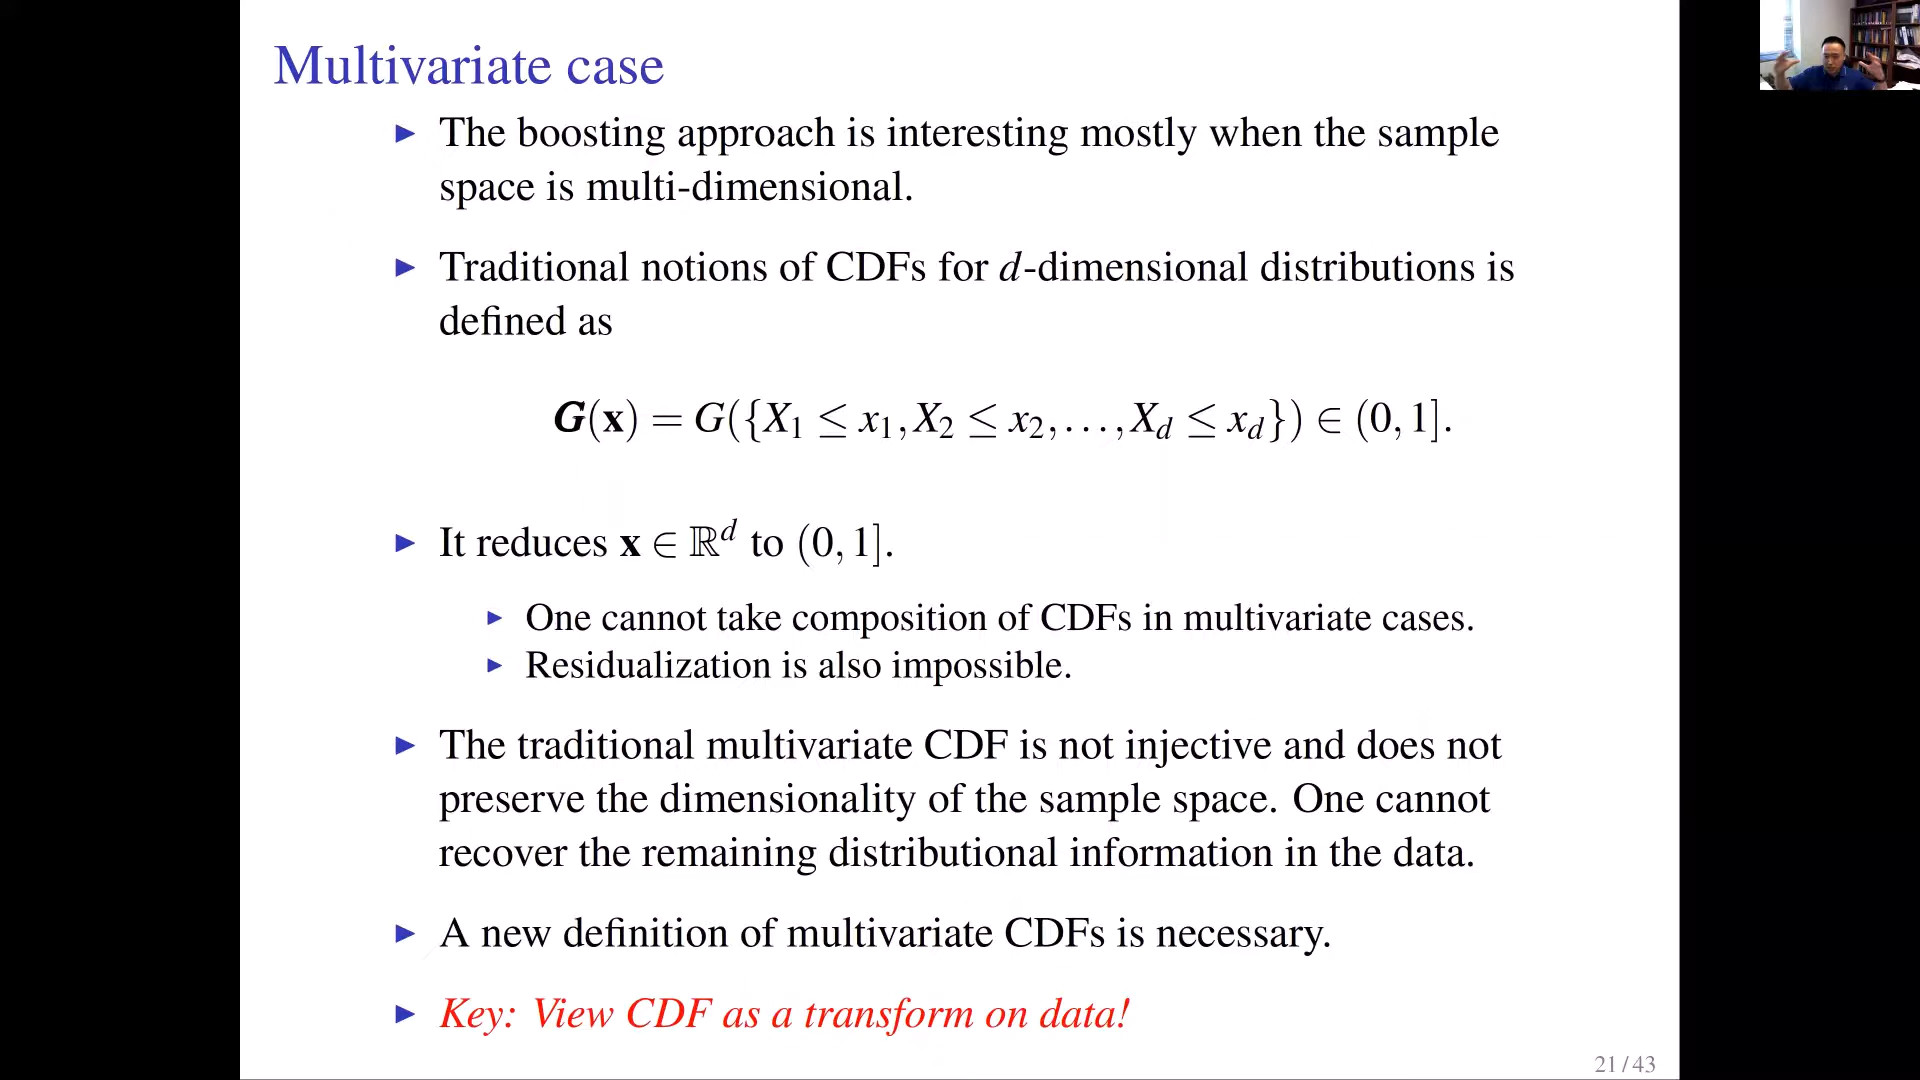 Multivariate case
▶ The boosting approach is interesting mostly when the sample
space is multi-dimensional.
▶ Traditional notions of CDFs for d-dimensional distributions is
defined as
G(x) = G({X₁ ≤ x₁, X₂ ≤ x₂, …, X_d ≤ x_d}) ∈ (0, 1].
▶ It reduces x ∈ ℝᵈ to (0, 1].
▶ One cannot take composition of CDFs in multivariate cases.
▶ Residualization is also impossible.
▶ The traditional multivariate CDF is not injective and does not
preserve the dimensionality of the sample space. One cannot
recover the remaining distributional information in the data.
▶ A new definition of multivariate CDFs is necessary.
▶ Key: View CDF as a transform on data!
21 / 43